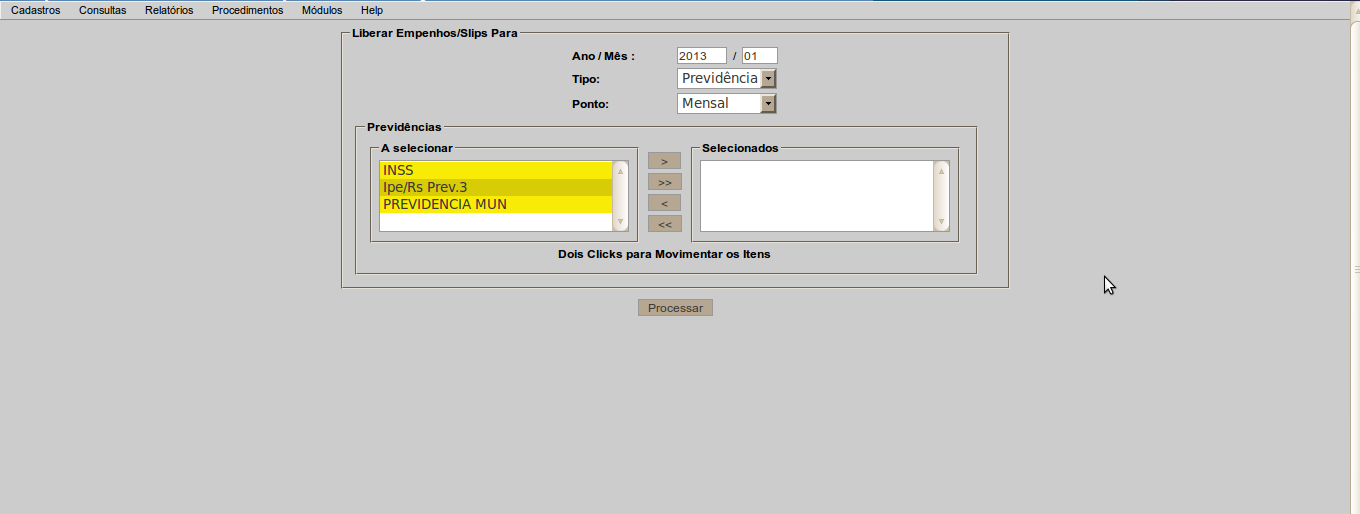 Cadastros Consultas Relatórios Procedimentos Módulos Help
Liberar Empenhos/Slips Para
Ano / Mês : 2013 / 01
Tipo: Previdência
Ponto: Mensal
Previdências
A selecionar
INSS
Ipe/Rs Prev.3
PREVIDENCIA MUN
>
>>
<
<<
Selecionados
Dois Clicks para Movimentar os Itens
Processar